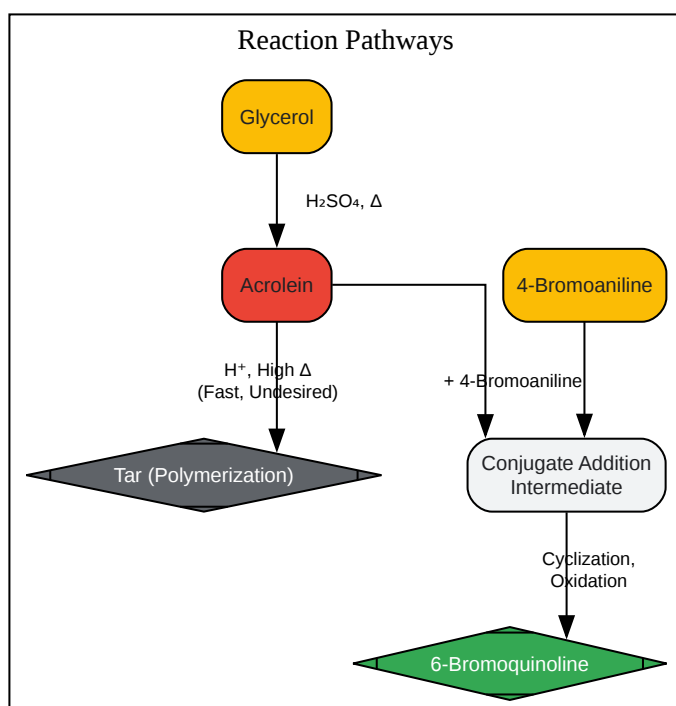 Reaction Pathways
Glycerol
H₂SO₄, Δ
Acrolein
4-Bromoaniline
H⁺, High Δ
(Fast, Undesired)
+ 4-Bromoaniline
Tar (Polymerization)
Conjugate Addition
Intermediate
Cyclization,
Oxidation
6-Bromoquinoline